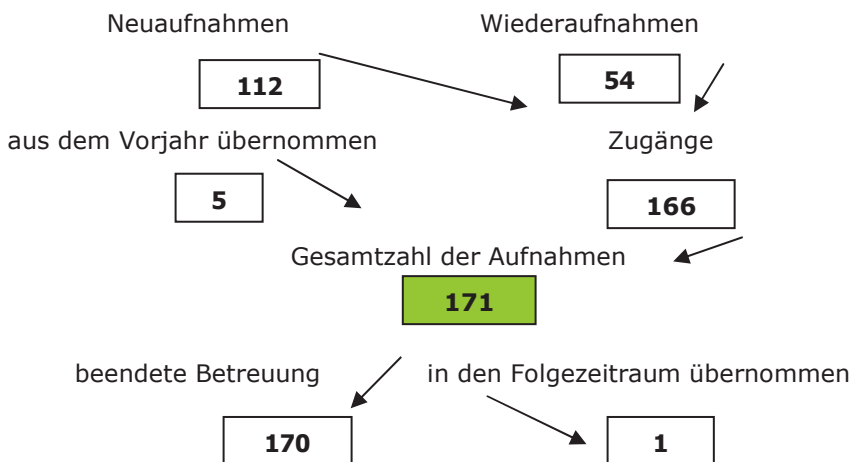 Neuaufnahmen Wiederaufnahmen
112 54
aus dem Vorjahr übernommen Zugänge
5 166
Gesamtzahl der Aufnahmen
171
beendete Betreuung in den Folgezeitraum übernommen
170 1